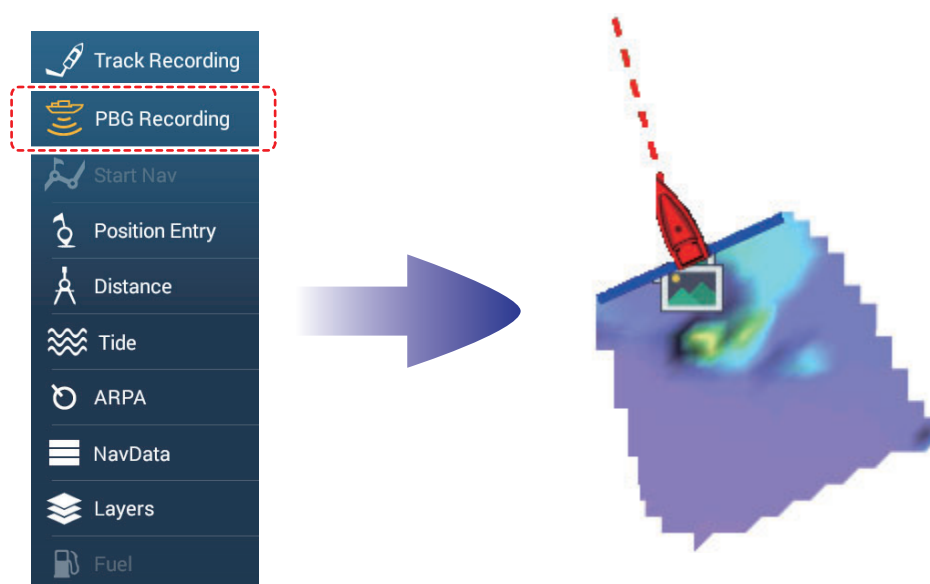 Track Recording
PBG Recording
Start Nav
Position Entry
Distance
Tide
ARPA
NavData
Layers
Fuel